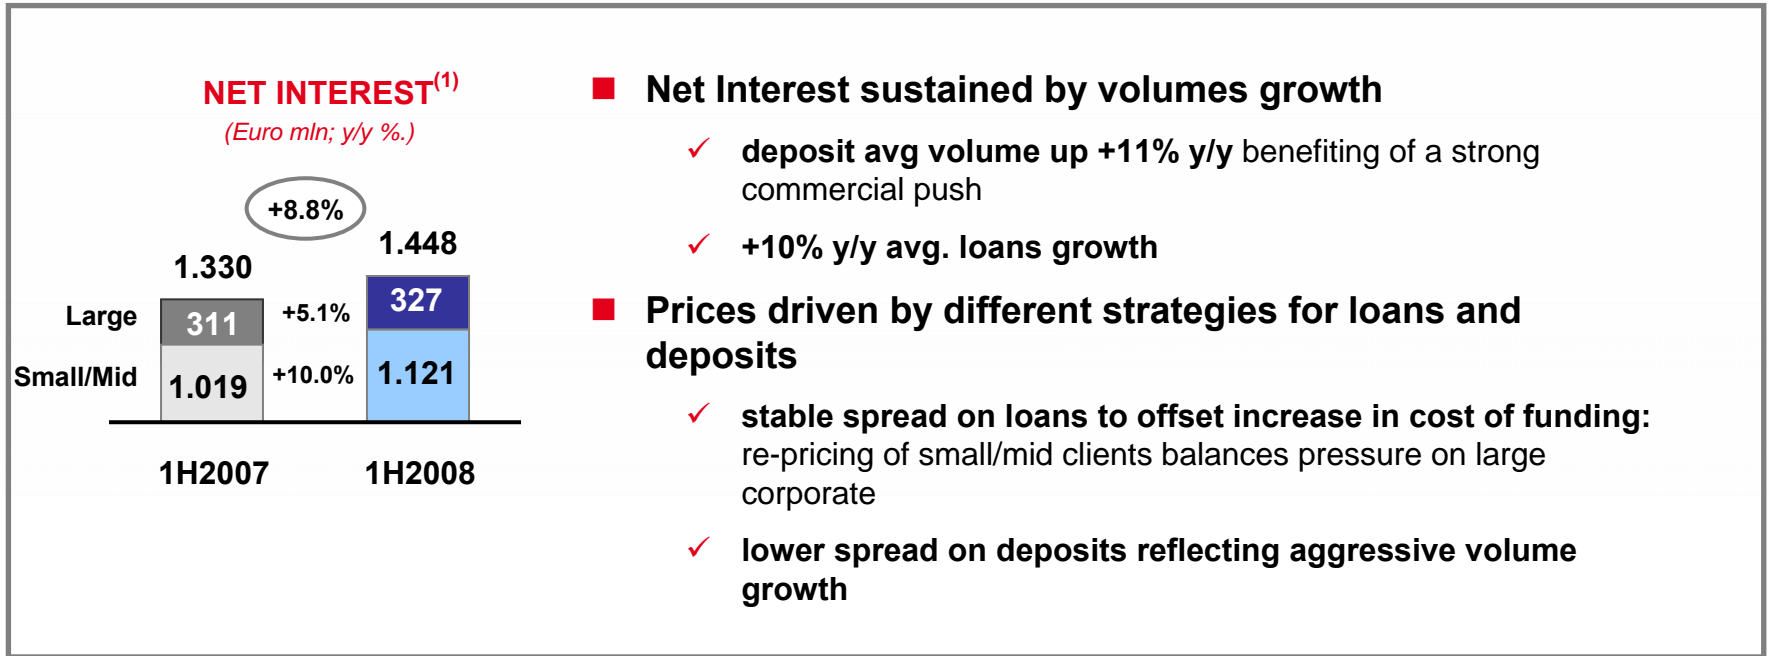 NET INTEREST(1)
(Euro mln; y/y %.)
+8.8%
1.330
1.448
Large
311
+5.1%
327
Small/Mid
1.019
+10.0%
1.121
1H2007
1H2008
Net Interest sustained by volumes growth
deposit avg volume up +11% y/y benefiting of a strong
commercial push
+10% y/y avg. loans growth
Prices driven by different strategies for loans and
deposits
stable spread on loans to offset increase in cost of funding:
re-pricing of small/mid clients balances pressure on large
corporate
lower spread on deposits reflecting aggressive volume
growth